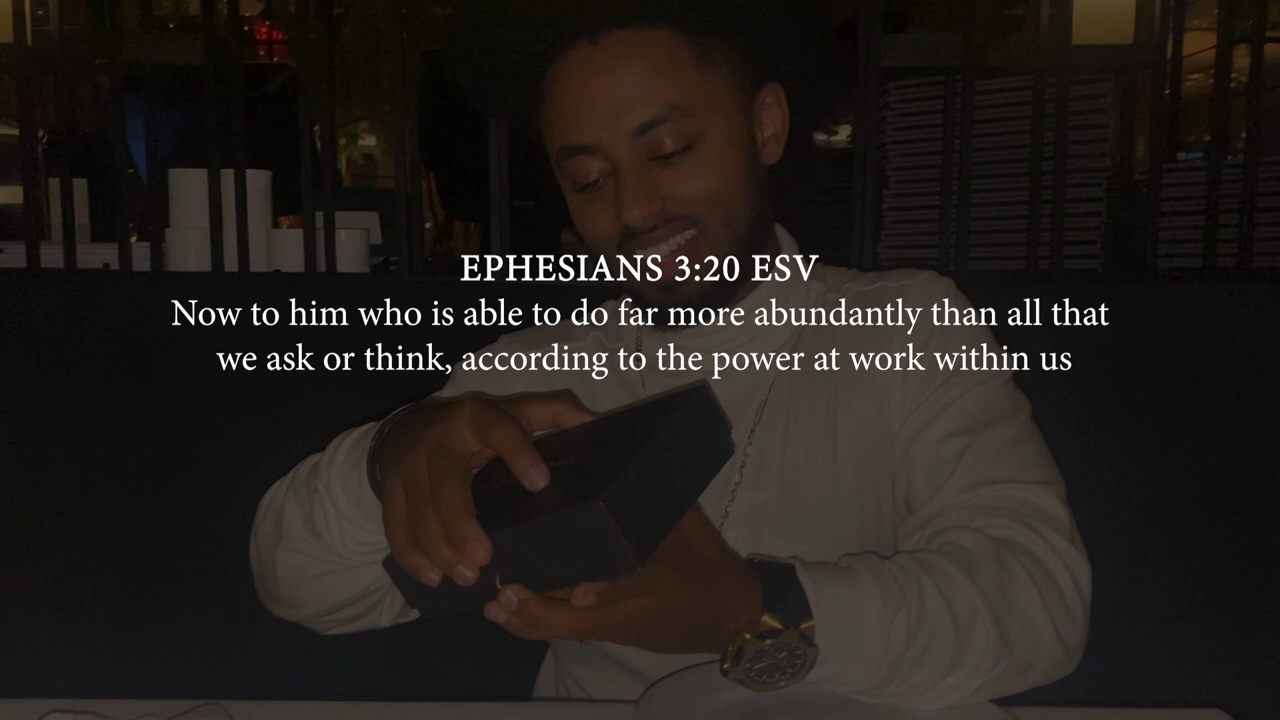 EPHESIANS 3:20 ESV
Now to him who is able to do far more abundantly than all that
we ask or think, according to the power at work within us